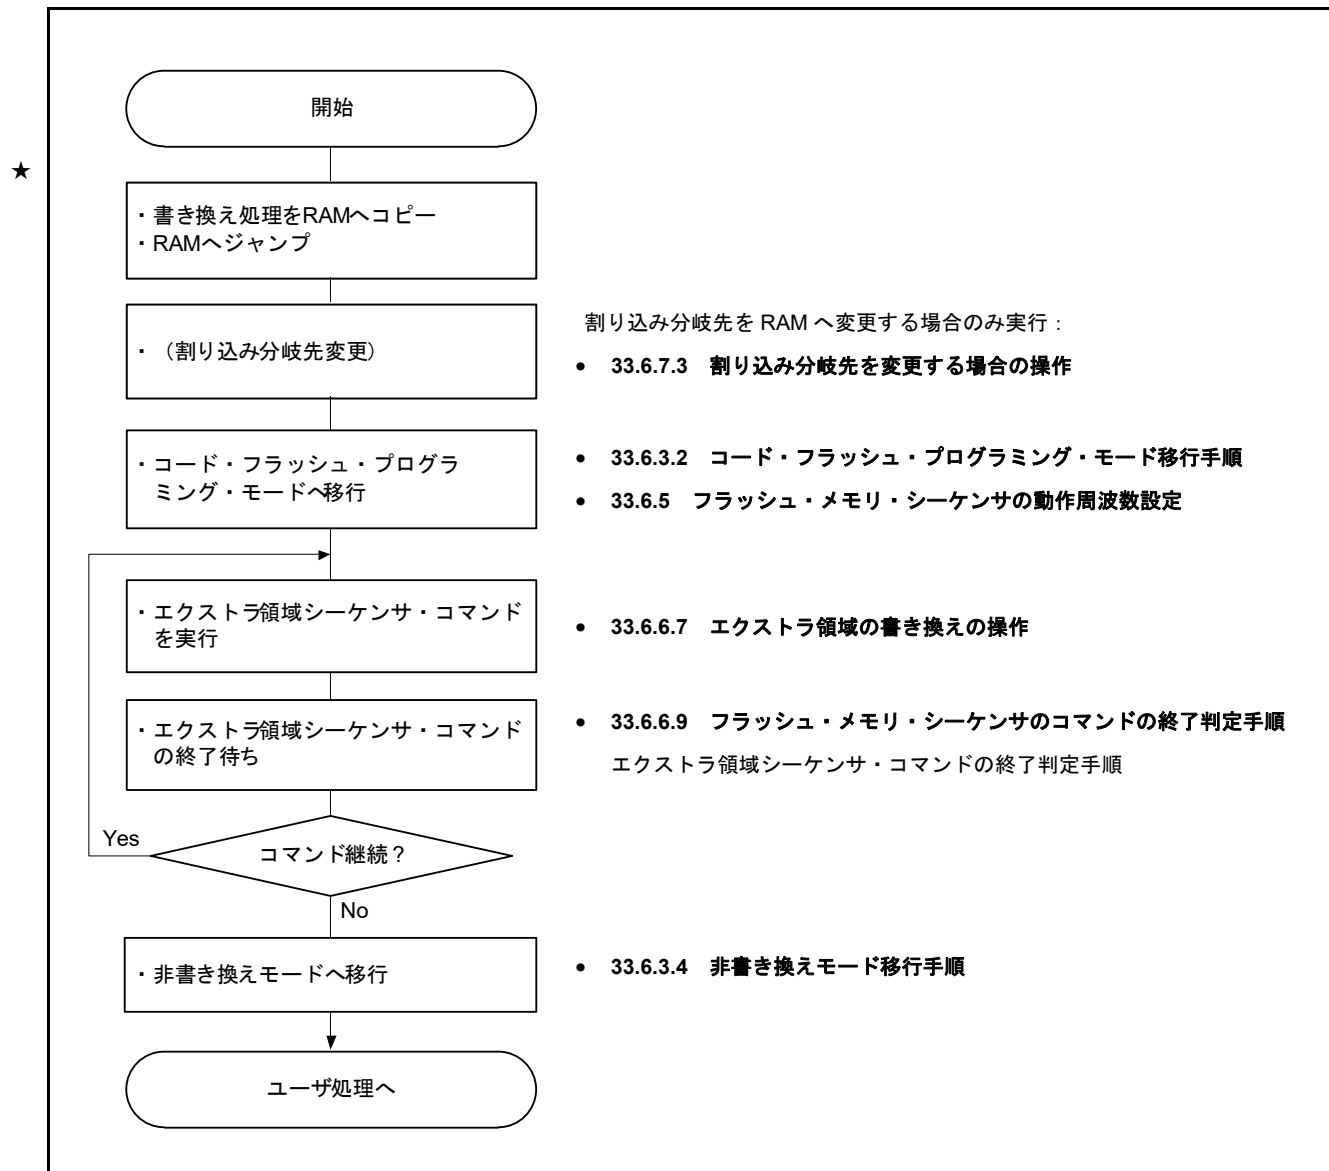 開始
★
・書き換え処理をRAMへコピー
・RAMへジャンプ
・（割り込み分岐先変更）
割り込み分岐先を RAM へ変更する場合のみ実行：
• 33.6.7.3 割り込み分岐先を変更する場合の操作
・コード・フラッシュ・プログラ
ミング・モードへ移行
• 33.6.3.2 コード・フラッシュ・プログラミング・モード移行手順
• 33.6.5 フラッシュ・メモリ・シーケンサの動作周波数設定
・エクストラ領域シーケンサ・コマンド
を実行
• 33.6.6.7 エクストラ領域の書き換えの操作
・エクストラ領域シーケンサ・コマンド
の終了待ち
• 33.6.6.9 フラッシュ・メモリ・シーケンサのコマンドの終了判定手順
エクストラ領域シーケンサ・コマンドの終了判定手順
Yes
コマンド継続？
No
・非書き換えモードへ移行
• 33.6.3.4 非書き換えモード移行手順
ユーザ処理へ